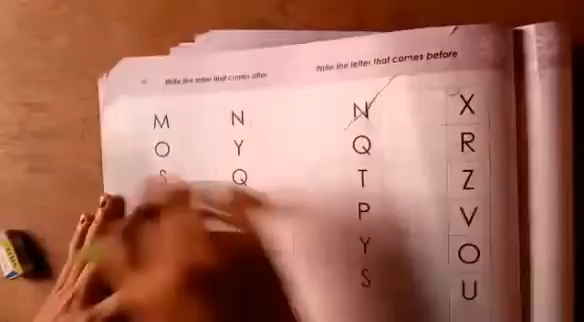 Write the letter that comes after
Write the letter that comes before
M N N X
O Y Q R
S Q T Z
P V
Y O
S U